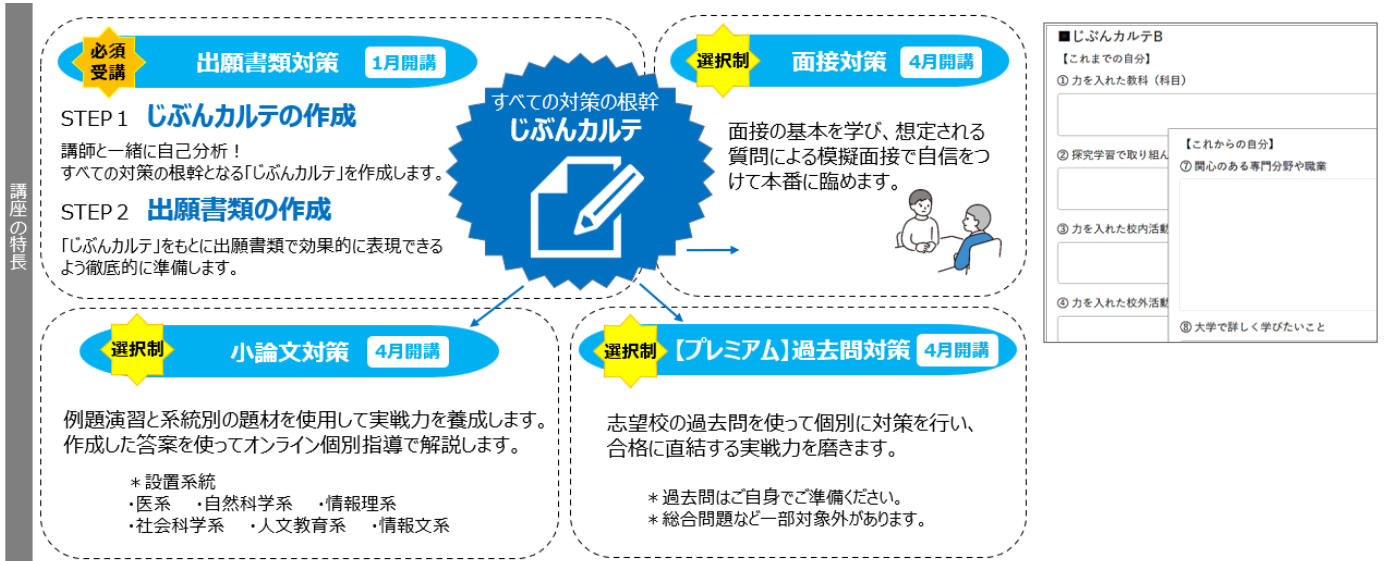 講座の特長
必須
受講
出願書類対策 1月開講
STEP1 じぶんカルテの作成
講師と一緒に自己分析！
すべての対策の根幹となる「じぶんカルテ」を作成します。
STEP2 出願書類の作成
「じぶんカルテ」をもとに出願書類で効果的に表現できる
よう徹底的に準備します。
すべての対策の根幹
じぶんカルテ
選択制 面接対策 4月開講
面接の基本を学び、想定される
質問による模擬面接で自信をつ
けて本番に臨めます。
選択制 小論文対策 4月開講
例題演習と系統別の題材を使用して実戦力を養成します。
作成した答案を使ってオンライン個別指導で解説します。
＊設置系統
・医系 ・自然科学系 ・情報理系
・社会科学系 ・人文教育系 ・情報文系
選択制 【プレミアム】過去問対策 4月開講
志望校の過去問を使って個別に対策を行い、
合格に直結する実戦力を磨きます。
＊過去問はご自身でご準備ください。
＊総合問題など一部対象外があります。
■じぶんカルテB
【これまでの自分】
① 力を入れた教科（科目）
② 探究学習で取り組ん
③ 力を入れた校内活動
④ 力を入れた校外活動
【これからの自分】
⑦ 関心のある専門分野や職業
⑧ 大学で詳しく学びたいこと